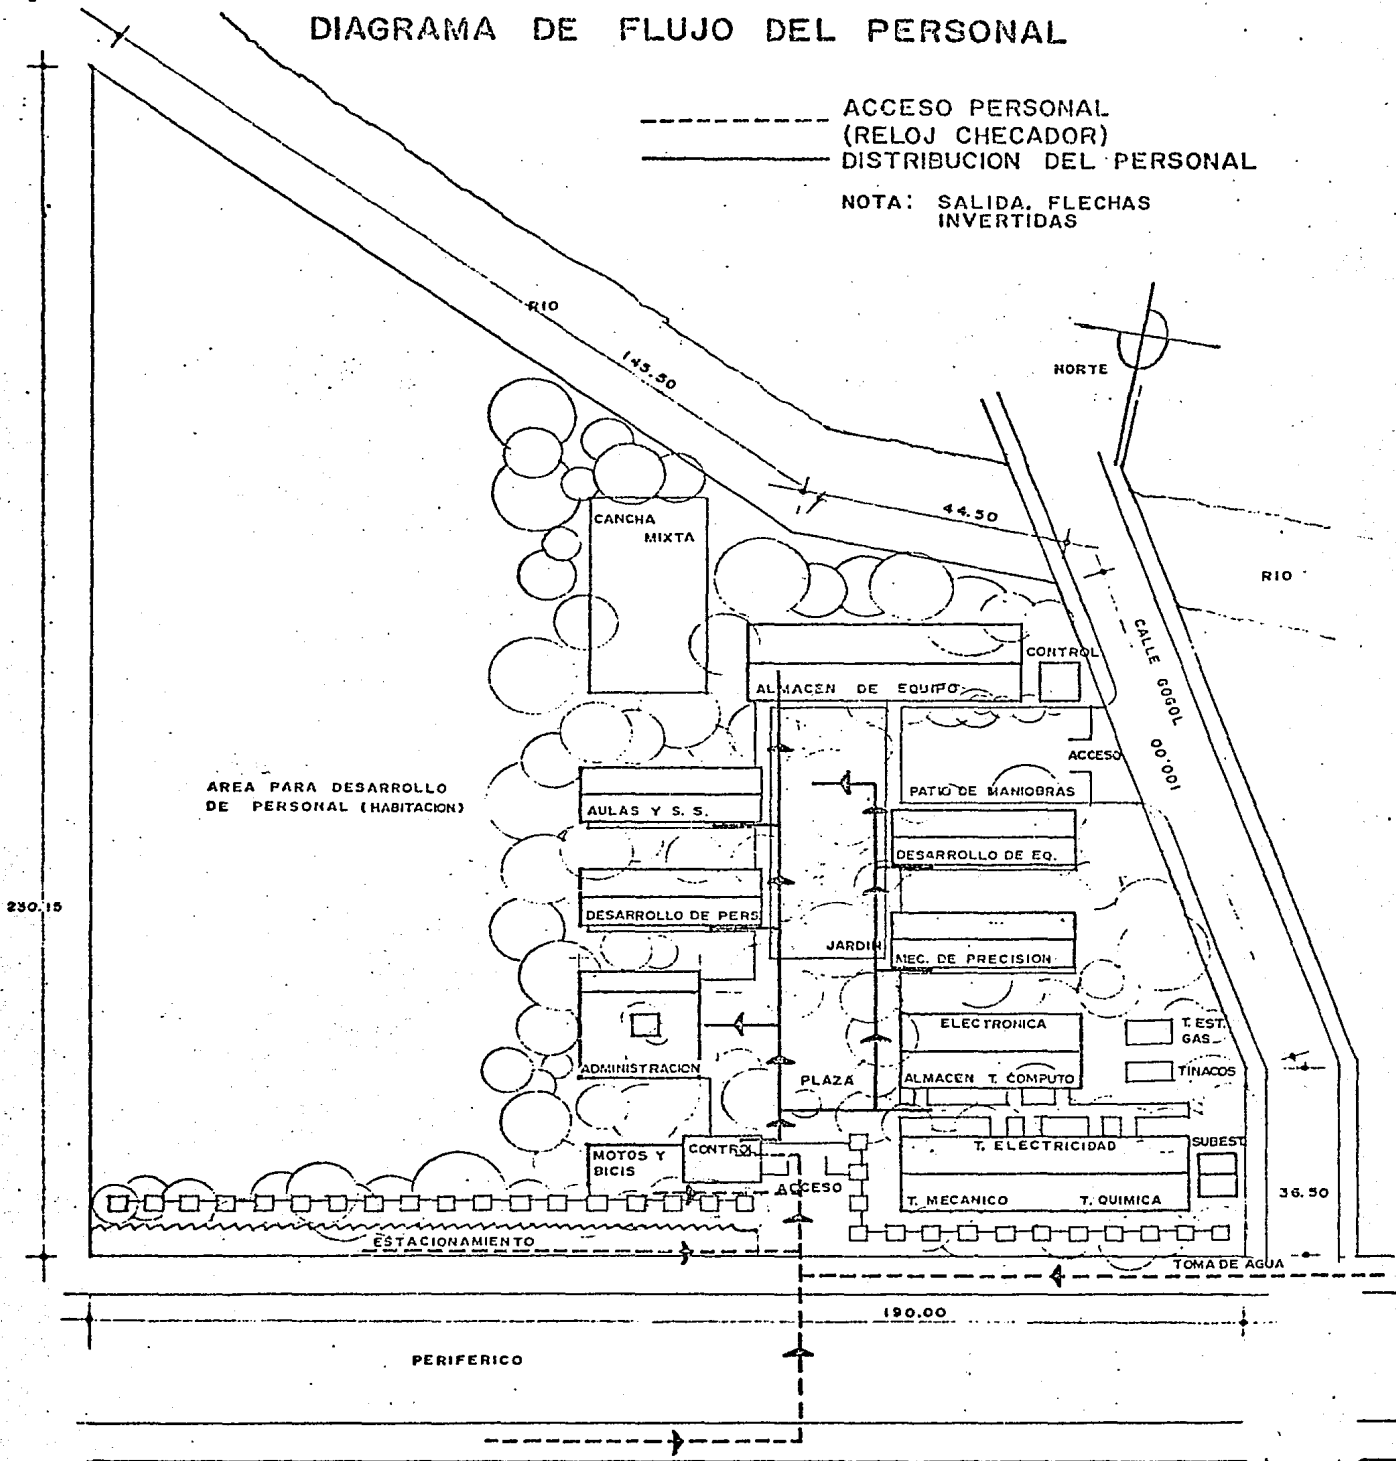 DIAGRAMA DE FLUJO DEL PERSONAL
ACCESO PERSONAL
(RELOJ CHECADOR)
DISTRIBUCION DEL PERSONAL
NOTA: SALIDA. FLECHAS
INVERTIDAS
RIO
145.50
NORTE
44.50
CANCHA
MIXTA
RIO
CALLE GOGOL 100.00
CONTROL
ALMACEN DE EQUIPO
ACCESO
AREA PARA DESARROLLO
DE PERSONAL (HABITACION)
PATIO DE MANIOBRAS
AULAS Y S. S.
DESARROLLO DE EQ.
230.15
DESARROLLO DE PERS
JARDIN
MEC. DE PRECISION
ELECTRONICA
T. EST.
GAS
ADMINISTRACION
PLAZA
ALMACEN T. COMPUTO
TINACOS
MOTOS Y
BICIS
CONTROL
T. ELECTRICIDAD
SUBEST
ACCESO
T. MECANICO
T. QUIMICA
36.50
ESTACIONAMIENTO
TOMA DE AGUA
190.00
PERIFERICO